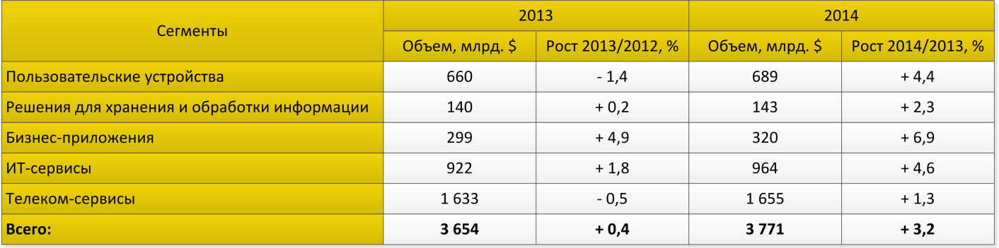 Сегменты 2013 2014
Объем, млрд. $ Рост 2013/2012, % Объем, млрд. $ Рост 2014/2013, %
Пользовательские устройства 660 - 1,4 689 + 4,4
Решения для хранения и обработки информации 140 + 0,2 143 + 2,3
Бизнес-приложения 299 + 4,9 320 + 6,9
ИТ-сервисы 922 + 1,8 964 + 4,6
Телеком-сервисы 1 633 - 0,5 1 655 + 1,3
Всего: 3 654 + 0,4 3 771 + 3,2